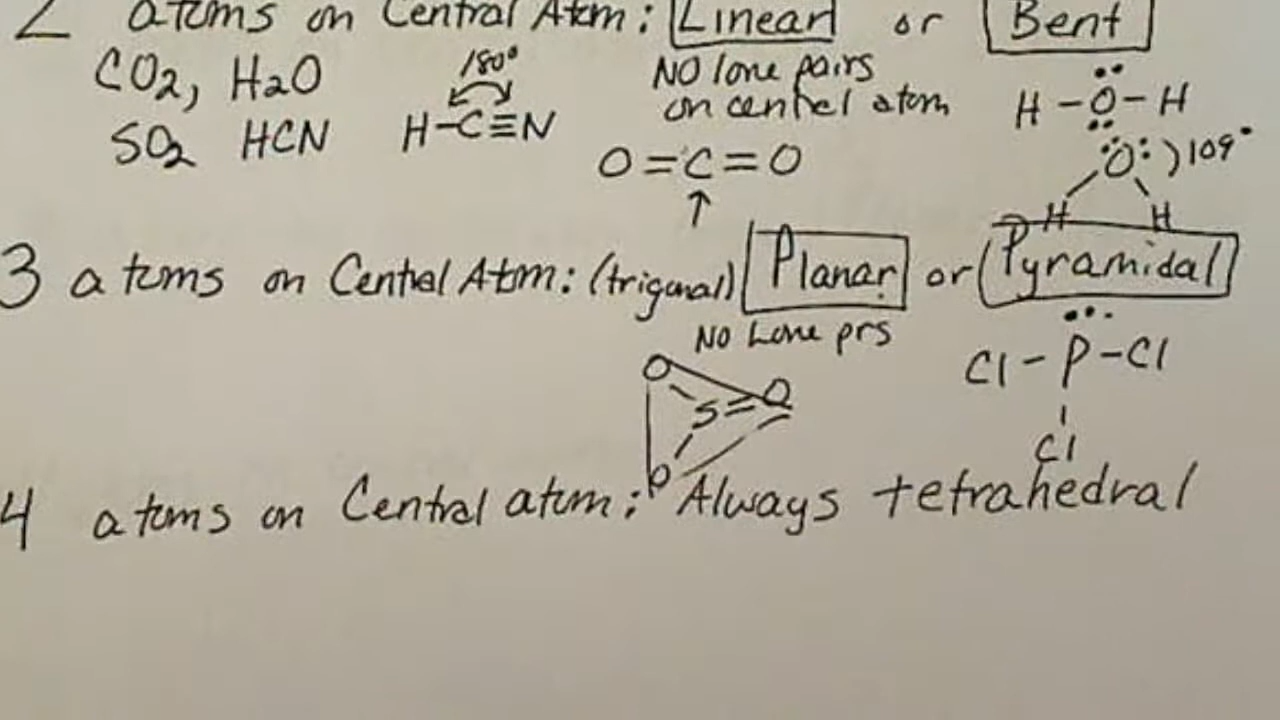 2 atoms on Central Atom: Linear or Bent
CO2, H2O 180° NO lone pairs
SO2 HCN H-C≡N on central atom H-O-H
O=C=O O 109°
H H
3 atoms on Central Atom: (trigonal) Planar or Pyramidal
No Lone prs Cl-P-Cl
O S=O Cl
O
4 atoms on Central atom: Always tetrahedral